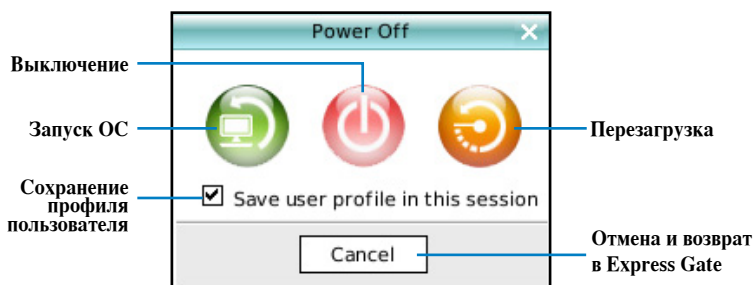 Power Off
Выключение
Запуск ОС
Перезагрузка
Сохранение
профиля
пользователя
Save user profile in this session
Cancel
Отмена и возврат
в Express Gate